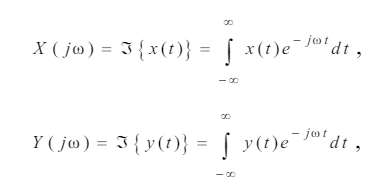 X ( jω ) = ℑ { x ( t )} = ∫_{-∞}^{∞} x ( t ) e^{- jωt} dt ,
Y ( jω ) = ℑ { y ( t )} = ∫_{-∞}^{∞} y ( t ) e^{- jωt} dt ,